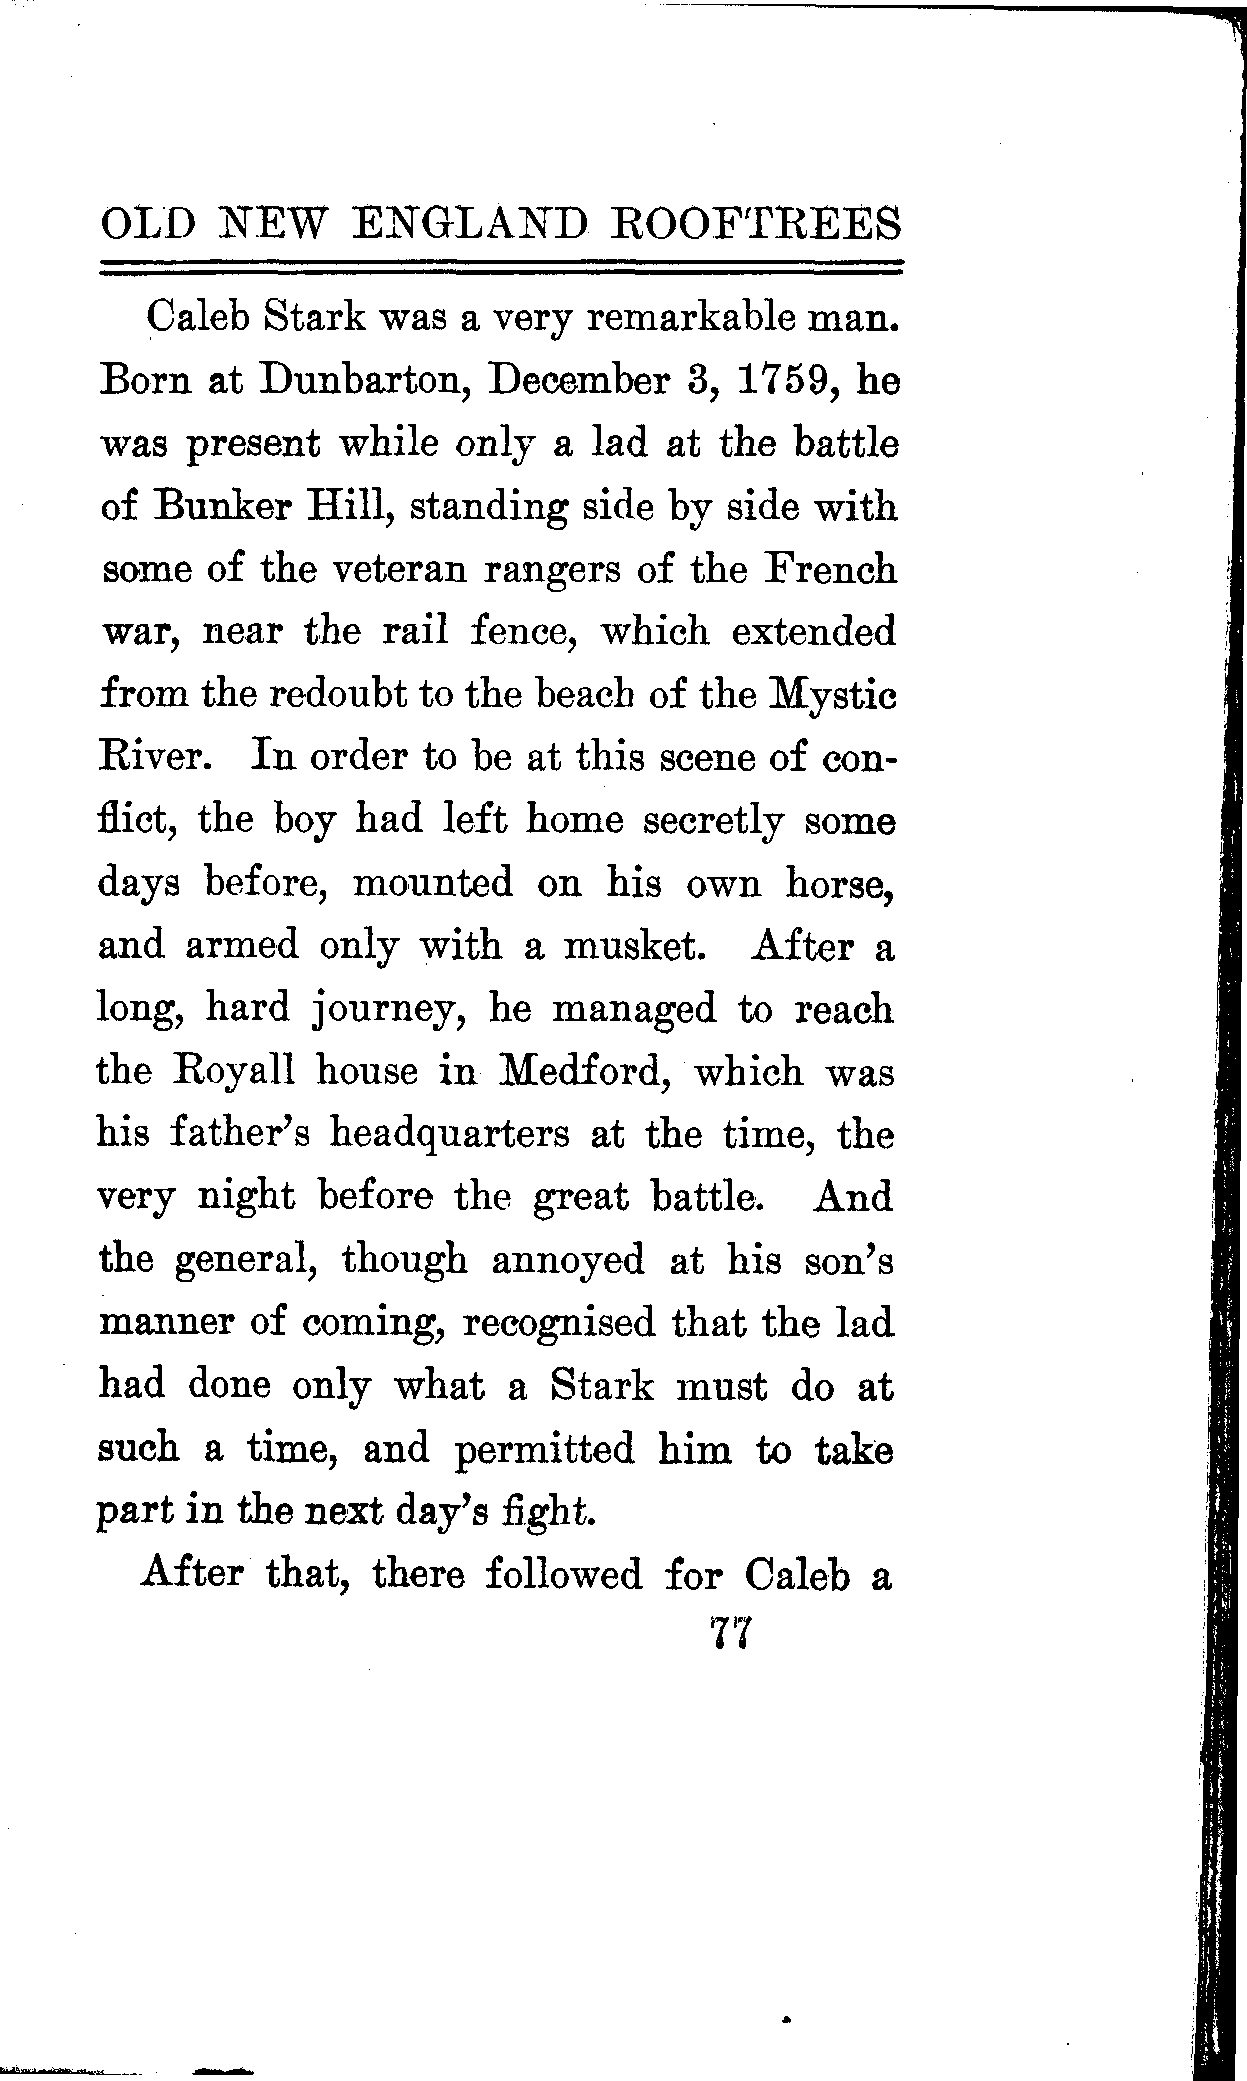 OLD NEW ENGLAND ROOFTREES
Caleb Stark was a very remarkable man.
Born at Dunbarton, December 3, 1759, he
was present while only a lad at the battle
of Bunker Hill, standing side by side with
some of the veteran rangers of the French
war, near the rail fence, which extended
from the redoubt to the beach of the Mystic
River. In order to be at this scene of con-
flict, the boy had left home secretly some
days before, mounted on his own horse,
and armed only with a musket. After a
long, hard journey, he managed to reach
the Royall house in Medford, which was
his father's headquarters at the time, the
very night before the great battle. And
the general, though annoyed at his son's
manner of coming, recognised that the lad
had done only what a Stark must do at
such a time, and permitted him to take
part in the next day's fight.
After that, there followed for Caleb a
77